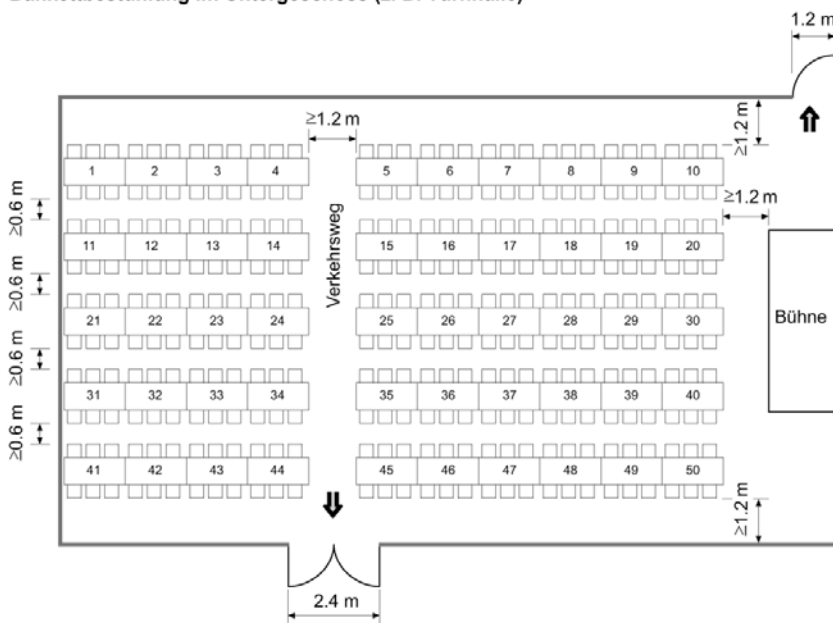 1.2 m
≥1.2 m
≥1.2 m
1 2 3 4 5 6 7 8 9 10
≥0.6 m
≥1.2 m
11 12 13 14 15 16 17 18 19 20
Verkehrsweg
≥0.6 m
21 22 23 24 25 26 27 28 29 30
Bühne
≥0.6 m
31 32 33 34 35 36 37 38 39 40
≥0.6 m
41 42 43 44 45 46 47 48 49 50
≥1.2 m
2.4 m